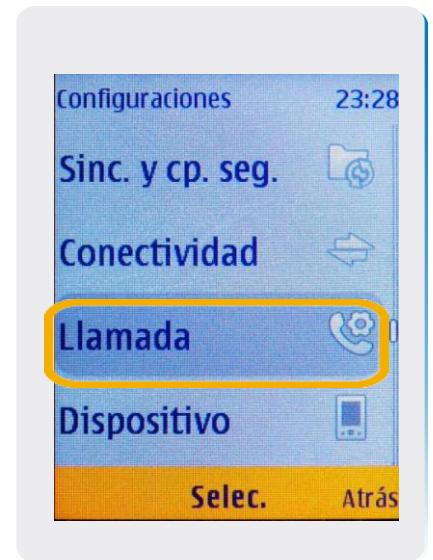 Configuraciones 23:28
Sinc. y cp. seg.
Conectividad
Llamada
Dispositivo
Selec. Atrás